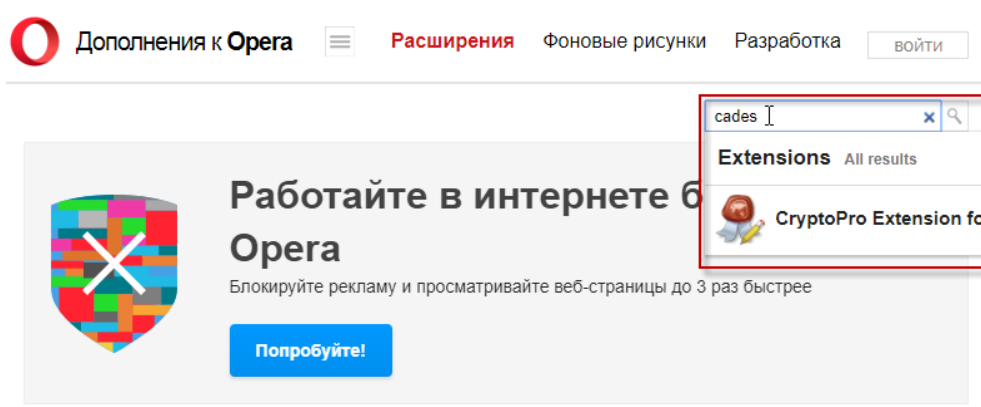 Дополнения к Opera
Расширения Фоновые рисунки Разработка войти
cades
Extensions All results
CryptoPro Extension
Работайте в интернете
Opera
Блокируйте рекламу и просматривайте веб-страницы до 3 раз быстрее
Попробуйте!